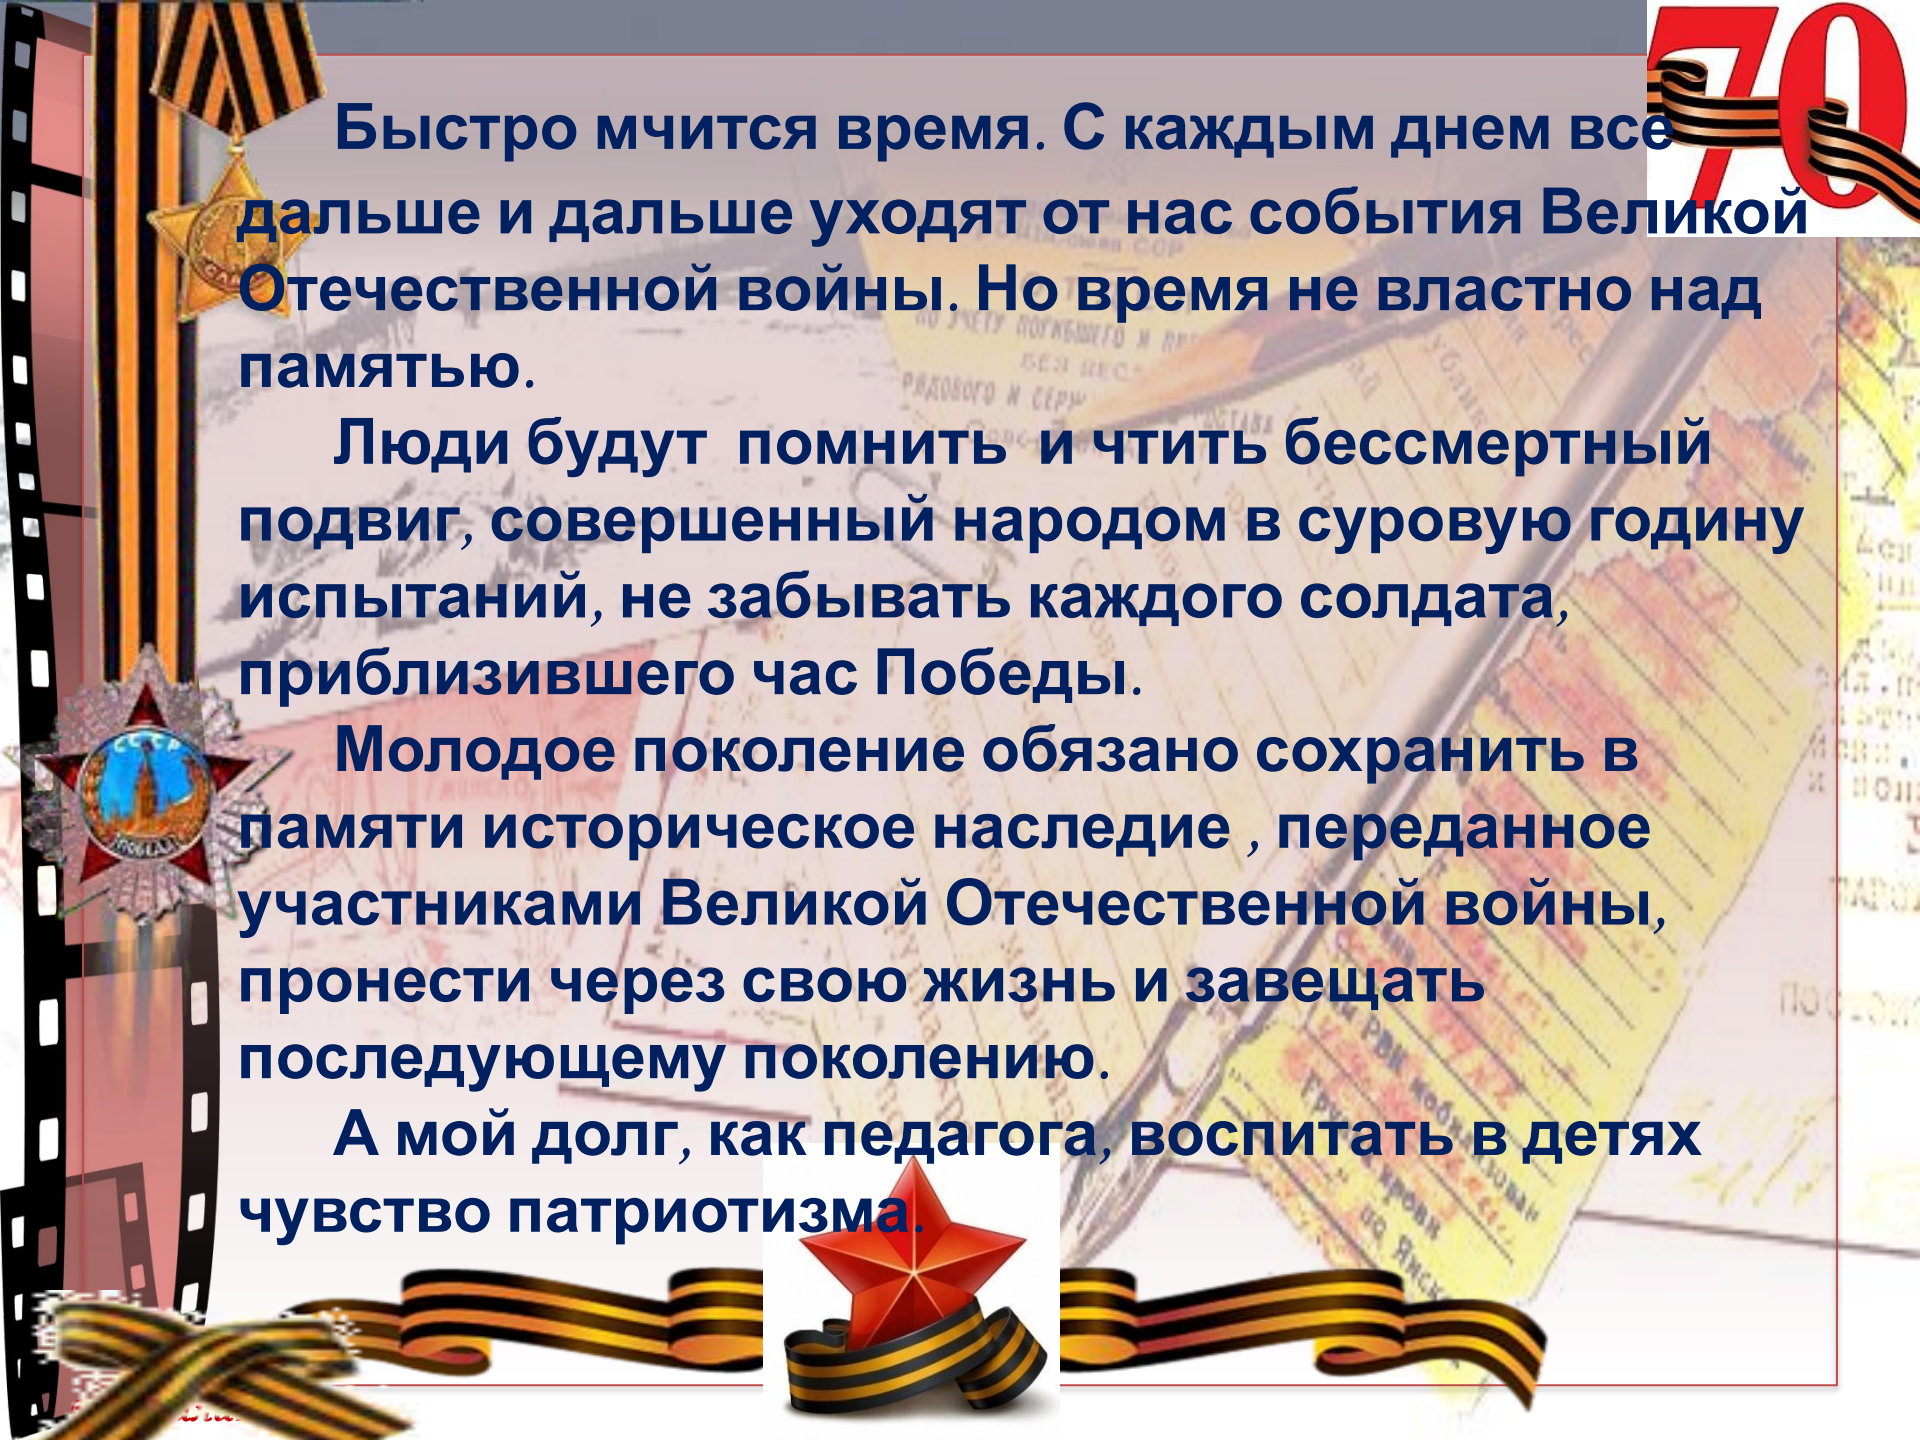 70
Быстро мчится время. С каждым днем все
дальше и дальше уходят от нас события Великой
Отечественной войны. Но время не властно над
памятью.
Люди будут помнить и чтить бессмертный
подвиг, совершенный народом в суровую годину
испытаний, не забывать каждого солдата,
приблизившего час Победы.
Молодое поколение обязано сохранить в
памяти историческое наследие , переданное
участниками Великой Отечественной войны,
пронести через свою жизнь и завещать
последующему поколению.
А мой долг, как педагога, воспитать в детях
чувство патриотизма.
СССР
ПОБЕДА